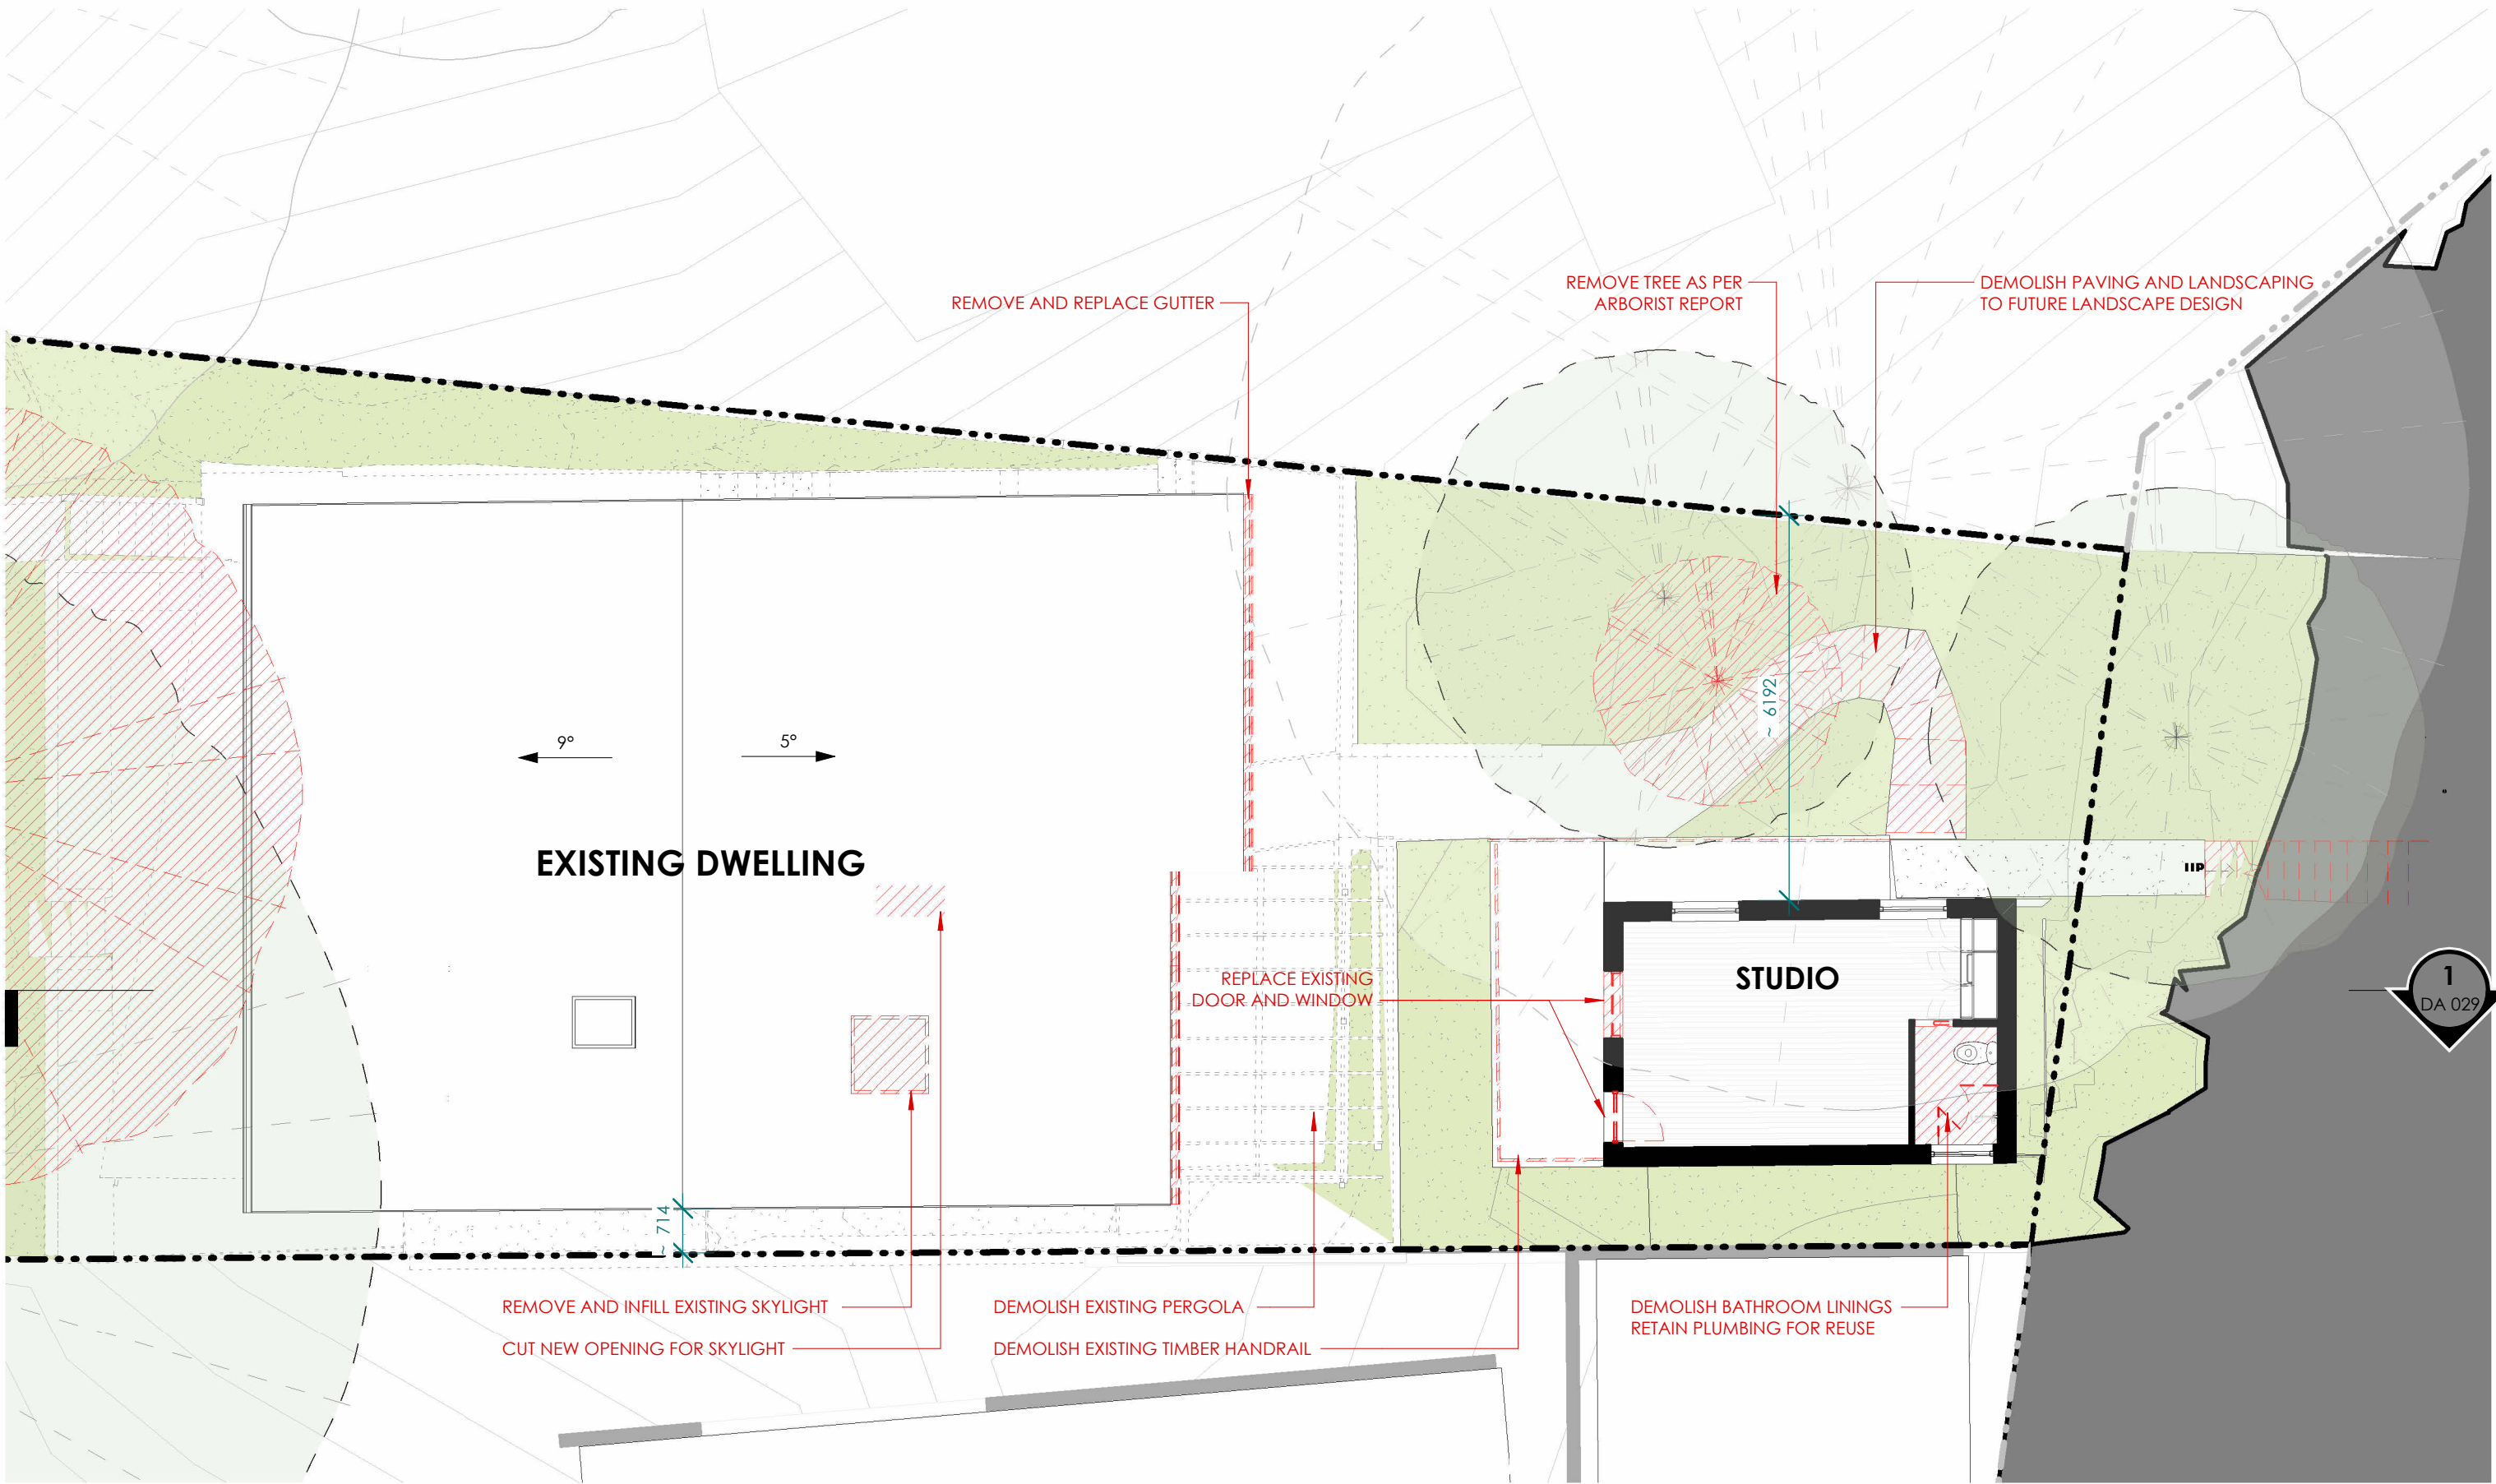 REMOVE AND REPLACE GUTTER
REMOVE TREE AS PER
ARBORIST REPORT
DEMOLISH PAVING AND LANDSCAPING
TO FUTURE LANDSCAPE DESIGN
~ 6192
9°
5°
EXISTING DWELLING
REPLACE EXISTING
DOOR AND WINDOW
STUDIO
1
DA 029
~ 714
REMOVE AND INFILL EXISTING SKYLIGHT
CUT NEW OPENING FOR SKYLIGHT
DEMOLISH EXISTING PERGOLA
DEMOLISH EXISTING TIMBER HANDRAIL
DEMOLISH BATHROOM LININGS
RETAIN PLUMBING FOR REUSE